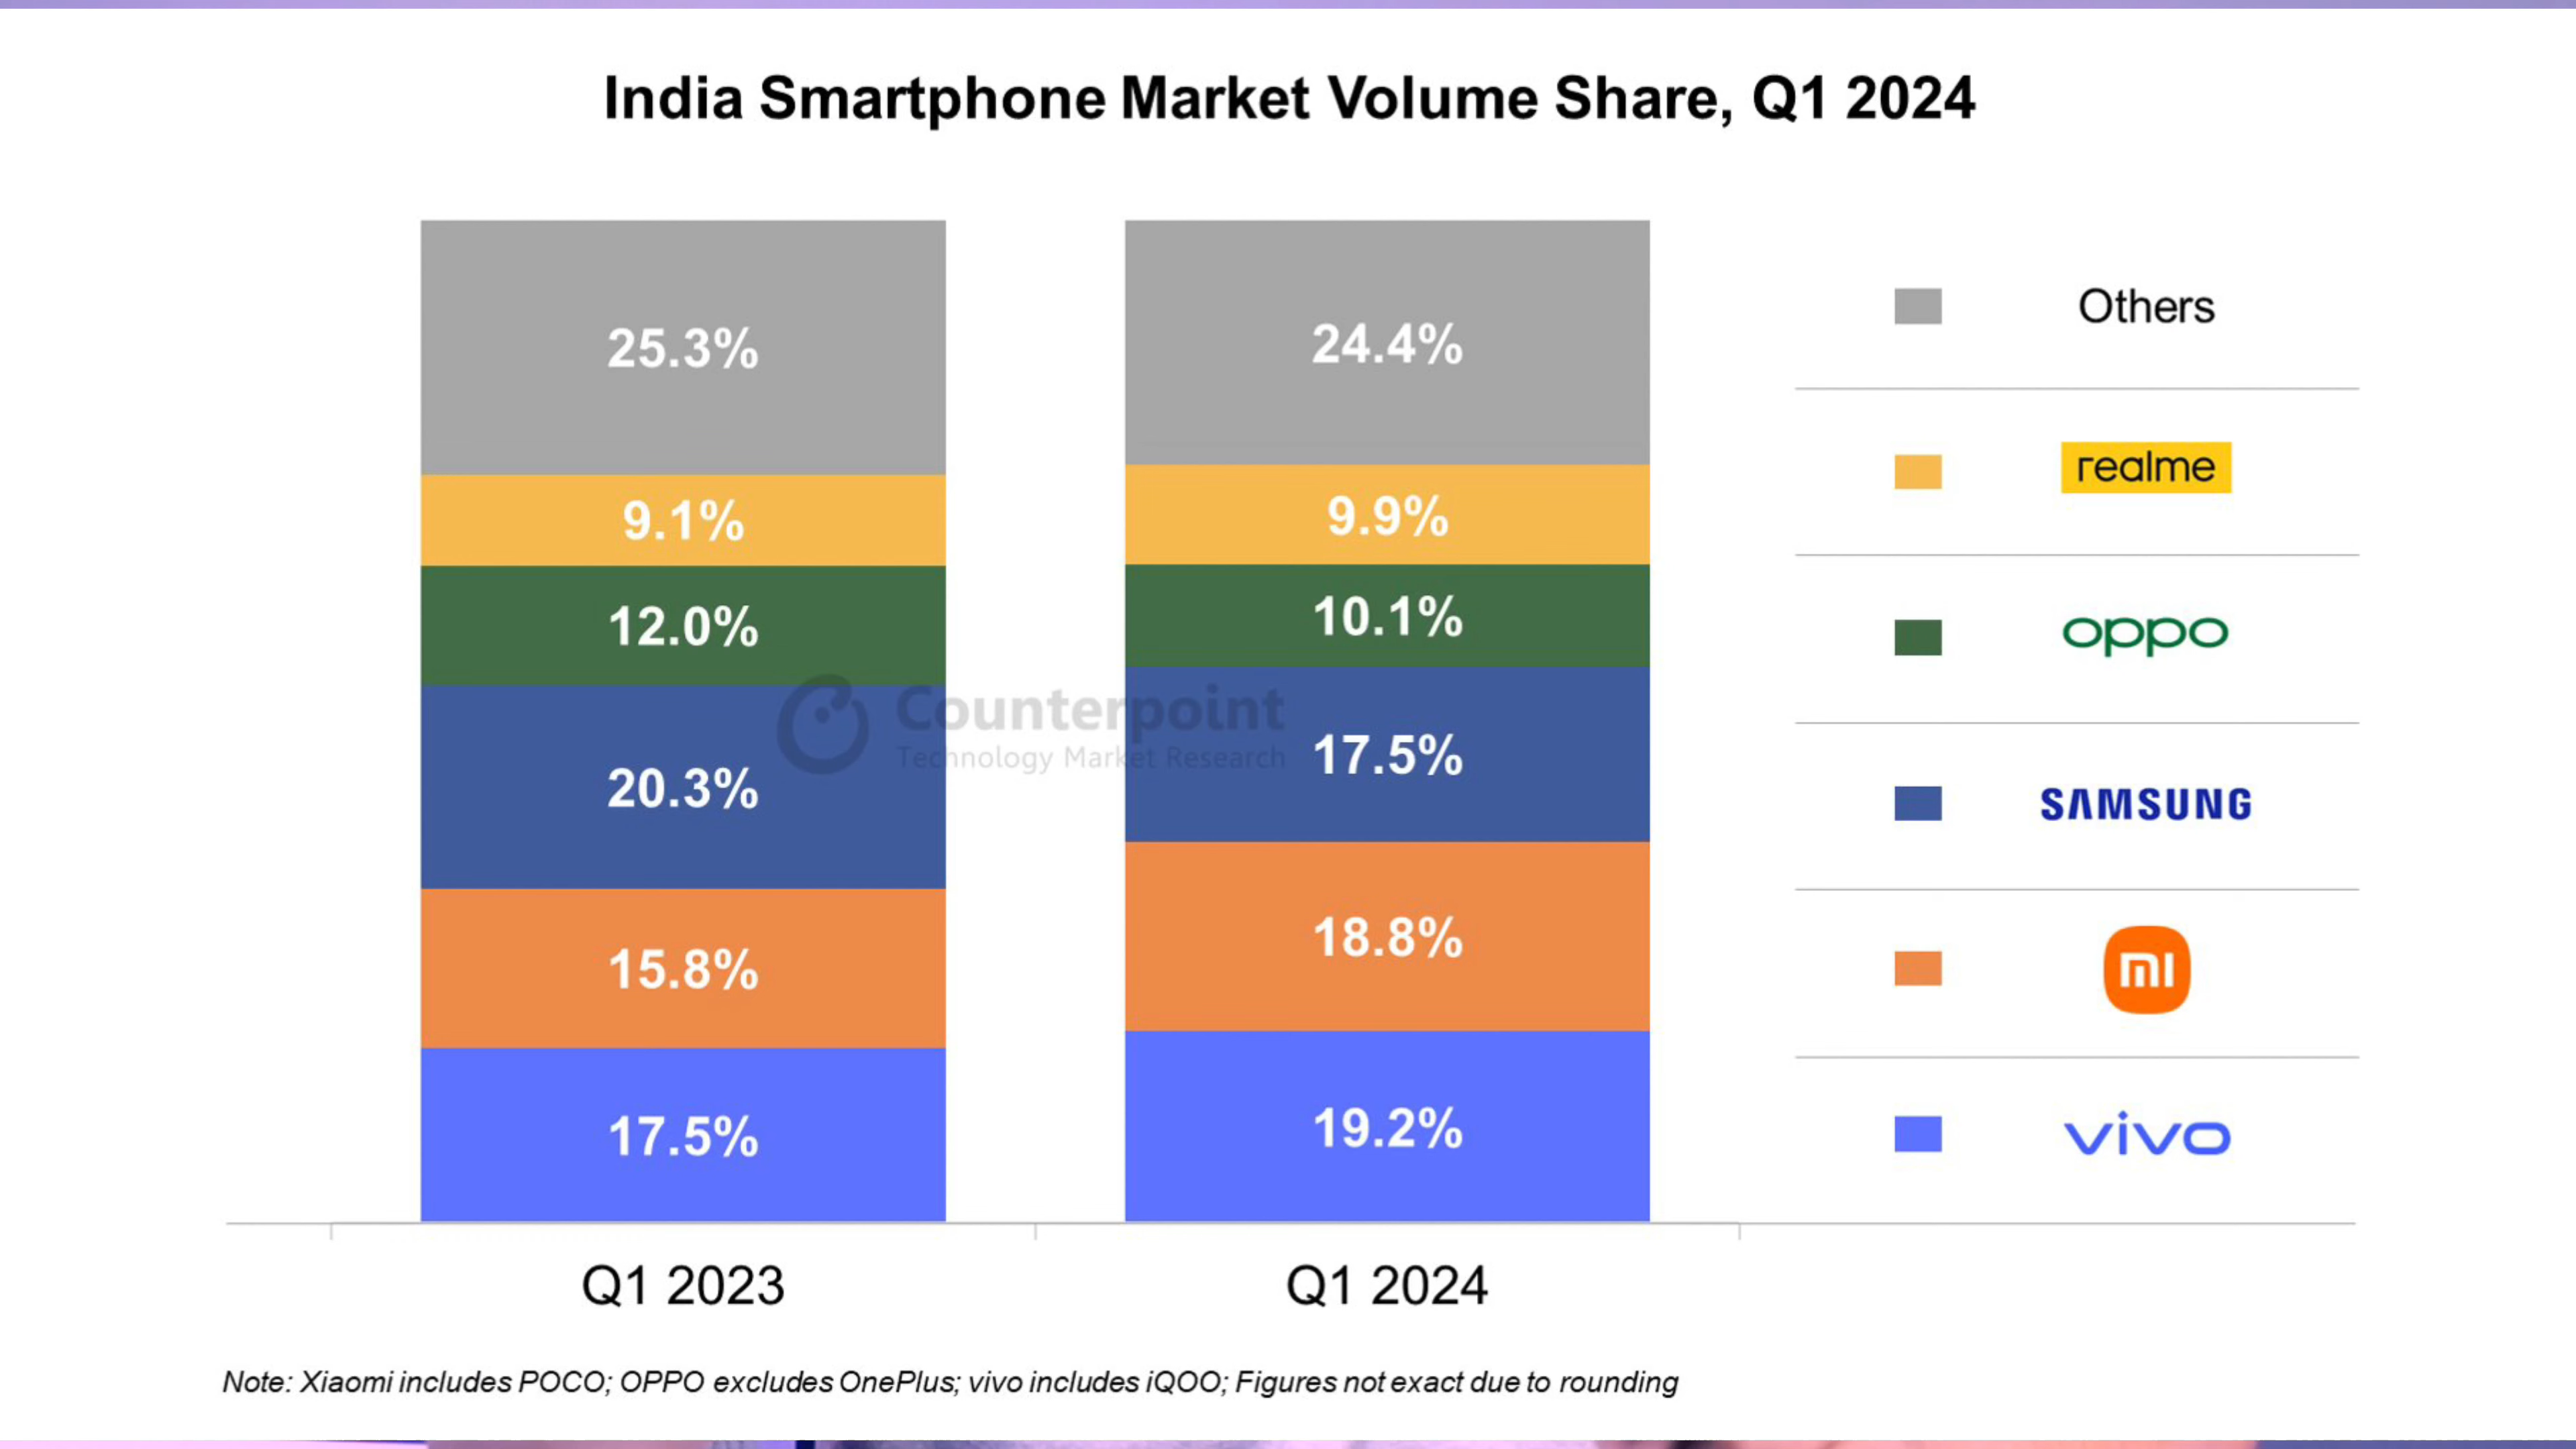 India Smartphone Market Volume Share, Q1 2024
25.3%
9.1%
12.0%
20.3%
15.8%
17.5%
24.4%
9.9%
10.1%
17.5%
18.8%
19.2%
Counterpoint
Technology Market Research
Others
realme
oppo
SAMSUNG
mi
vivo
Q1 2023
Q1 2024
Note: Xiaomi includes POCO; OPPO excludes OnePlus; vivo includes iQOO; Figures not exact due to rounding